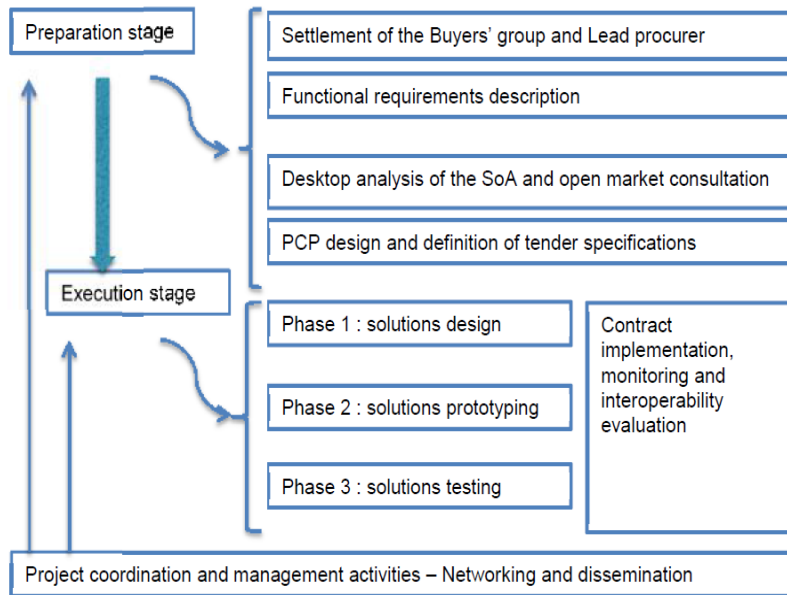 Preparation stage
Settlement of the Buyers' group and Lead procurer
Functional requirements description
Desktop analysis of the SoA and open market consultation
PCP design and definition of tender specifications
Execution stage
Phase 1 : solutions design
Phase 2 : solutions prototyping
Phase 3 : solutions testing
Contract
implementation,
monitoring and
interoperability
evaluation
Project coordination and management activities – Networking and dissemination